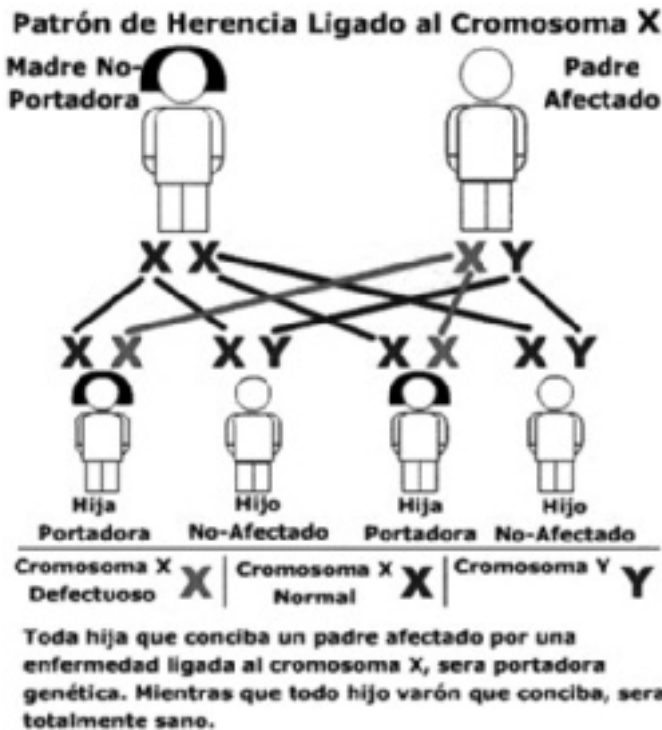 Patrón de Herencia Ligado al Cromosoma X
Madre No-
Portadora
Padre
Afectado
X X
X Y
X X
X Y
X X
X Y
Hija
Portadora
Hijo
No-Afectado
Hija
Portadora
Hijo
No-Afectado
Cromosoma X
Defectuoso X
Cromosoma X
Normal X
Cromosoma Y
Y
Toda hija que conciba un padre afectado por una
enfermedad ligada al cromosoma X, sera portadora
genética. Mientras que todo hijo varón que conciba, sera
totalmente sano.